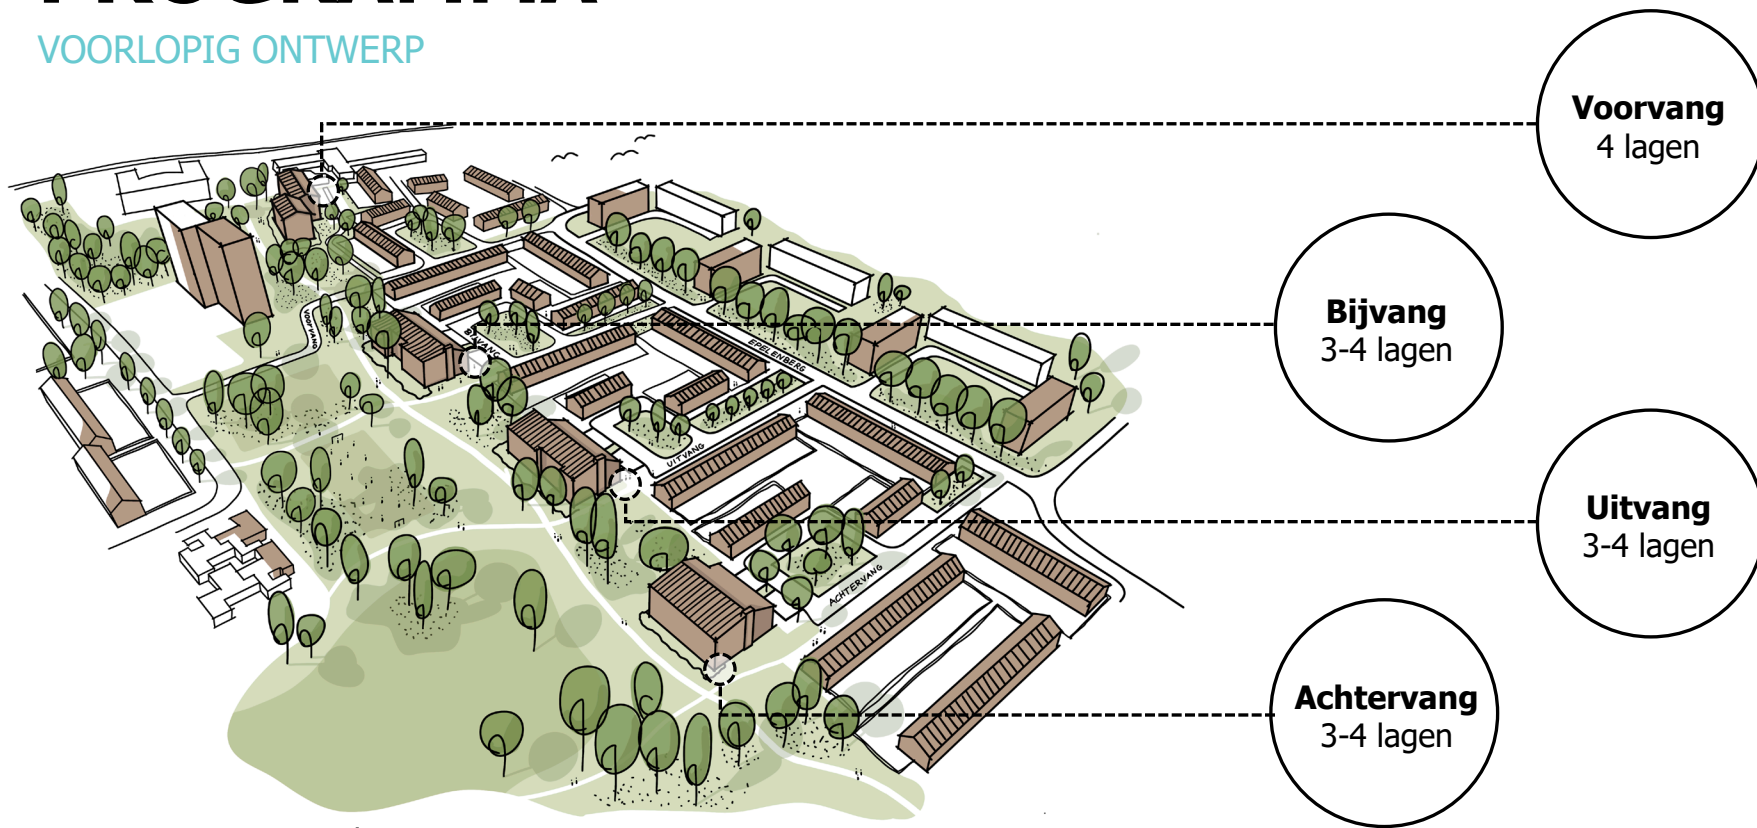 PROGRAMMA
VOORLOPIG ONTWERP
Voorvang
4 lagen
Bijvang
3-4 lagen
Uitvang
3-4 lagen
Achtervang
3-4 lagen
VOORVANG
BIJVANG
EPELENBERG
UITVANG
ACHTERVANG